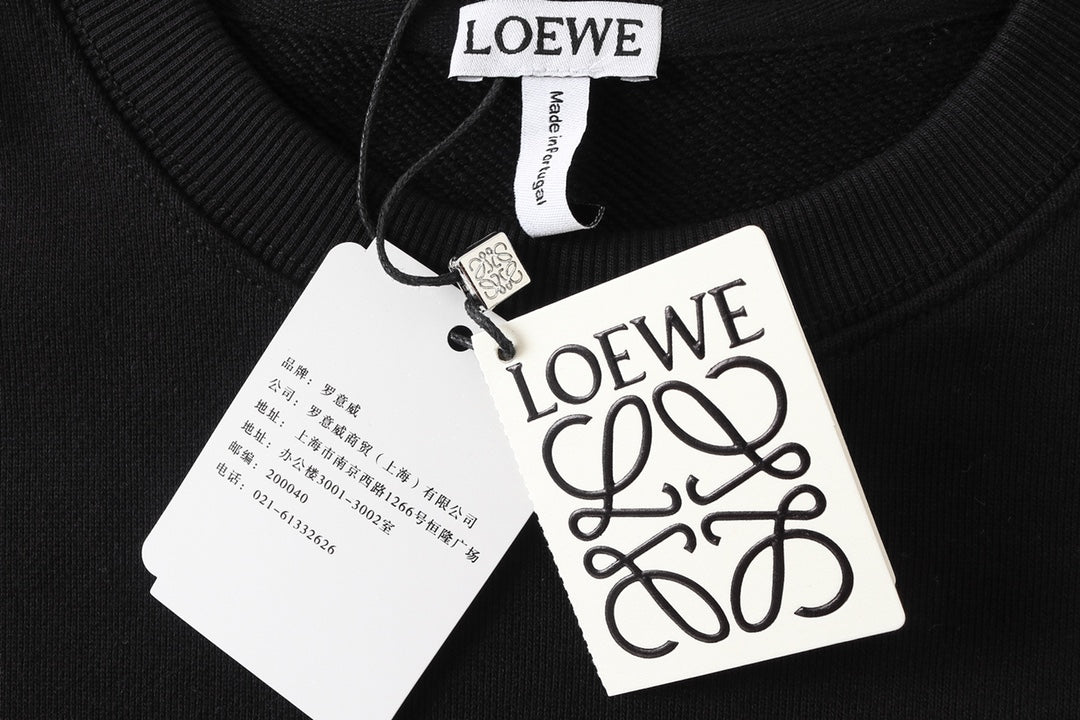 LOEWE
Made in Portugal
品牌：罗意威
公司：罗意威商贸（上海）有限公司
地址：上海市南京西路1266号恒隆广场
地址：办公楼3001-3002室
邮编：200040
电话：021-61332626
LOEWE